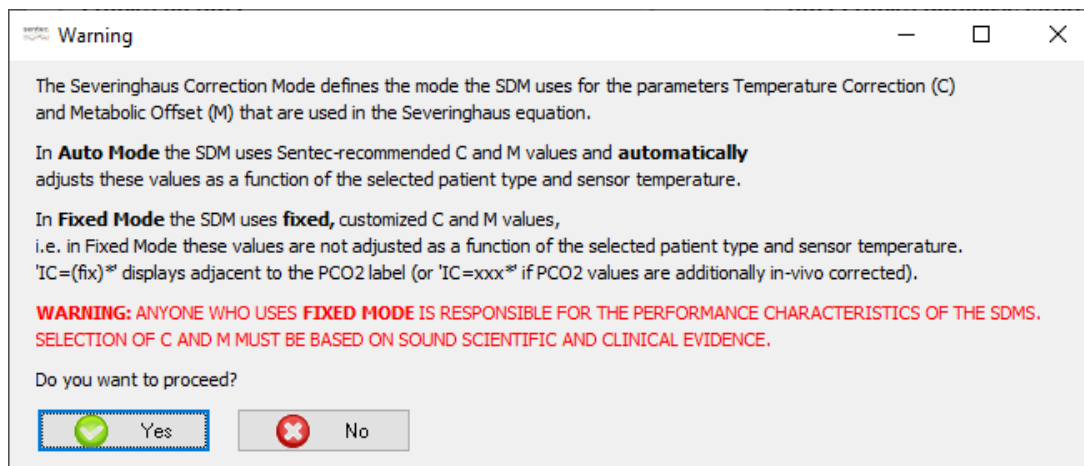 sentec
Warning
The Severinghaus Correction Mode defines the mode the SDM uses for the parameters Temperature Correction (C)
and Metabolic Offset (M) that are used in the Severinghaus equation.
In Auto Mode the SDM uses Sentec-recommended C and M values and automatically
adjusts these values as a function of the selected patient type and sensor temperature.
In Fixed Mode the SDM uses fixed, customized C and M values,
i.e. in Fixed Mode these values are not adjusted as a function of the selected patient type and sensor temperature.
'IC=(fix)*' displays adjacent to the PCO2 label (or 'IC=xxx*' if PCO2 values are additionally in-vivo corrected).
WARNING: ANYONE WHO USES FIXED MODE IS RESPONSIBLE FOR THE PERFORMANCE CHARACTERISTICS OF THE SDMS.
SELECTION OF C AND M MUST BE BASED ON SOUND SCIENTIFIC AND CLINICAL EVIDENCE.
Do you want to proceed?
Yes No